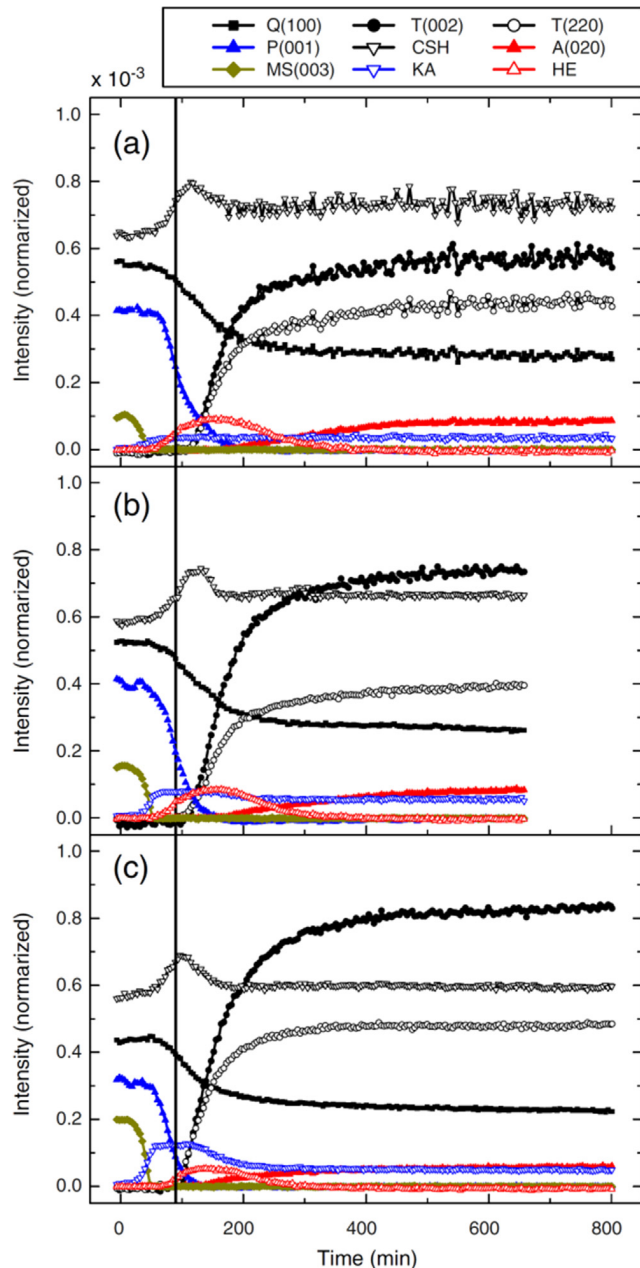 Q(100) T(002) T(220)
P(001) CSH A(020)
MS(003) KA HE
x 10-3
(a)
1.0
0.8
0.6
0.4
0.2
0.0
Intensity (normarized)
(b)
1.0
0.8
0.6
0.4
0.2
0.0
Intensity (normalized)
(c)
1.0
0.8
0.6
0.4
0.2
0.0
Intensity (normalized)
0 200 400 600 800
Time (min)